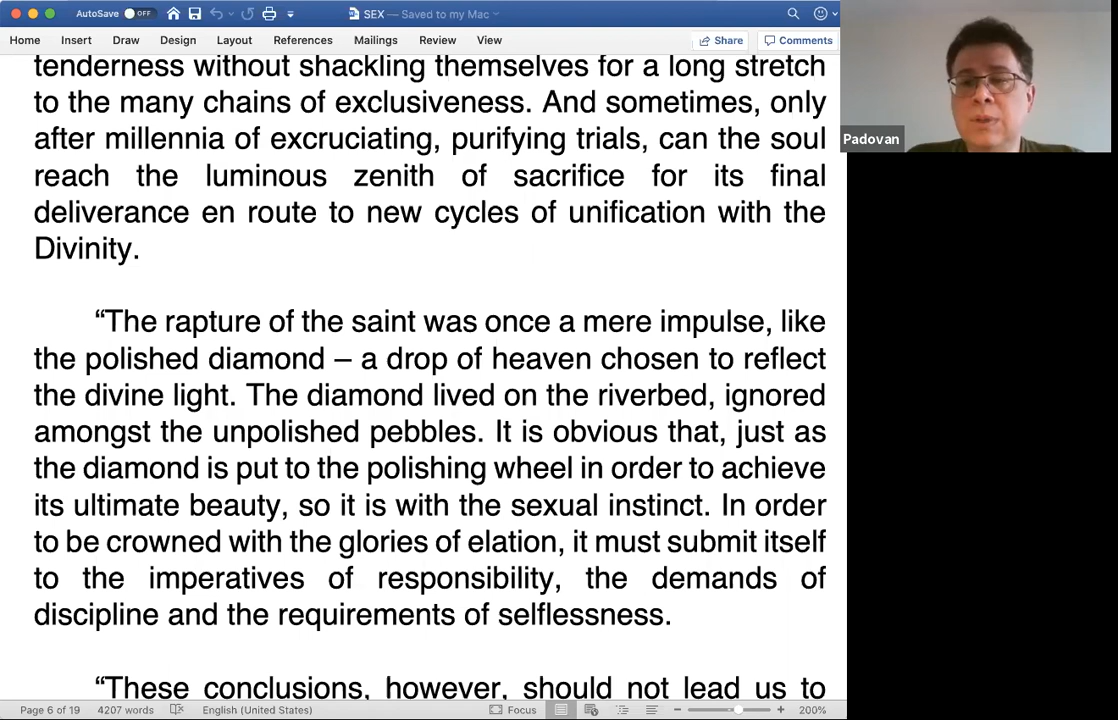 AutoSave OFF SEX — Saved to my Mac
Home Insert Draw Design Layout References Mailings Review View Share Comments
tenderness without shackling themselves for a long stretch
to the many chains of exclusiveness. And sometimes, only
after millennia of excruciating, purifying trials, can the soul
reach the luminous zenith of sacrifice for its final
deliverance en route to new cycles of unification with the
Divinity.
“The rapture of the saint was once a mere impulse, like
the polished diamond – a drop of heaven chosen to reflect
the divine light. The diamond lived on the riverbed, ignored
amongst the unpolished pebbles. It is obvious that, just as
the diamond is put to the polishing wheel in order to achieve
its ultimate beauty, so it is with the sexual instinct. In order
to be crowned with the glories of elation, it must submit itself
to the imperatives of responsibility, the demands of
discipline and the requirements of selflessness.
“These conclusions, however, should not lead us to
Page 6 of 19 4207 words English (United States) Focus 200%
Padovan